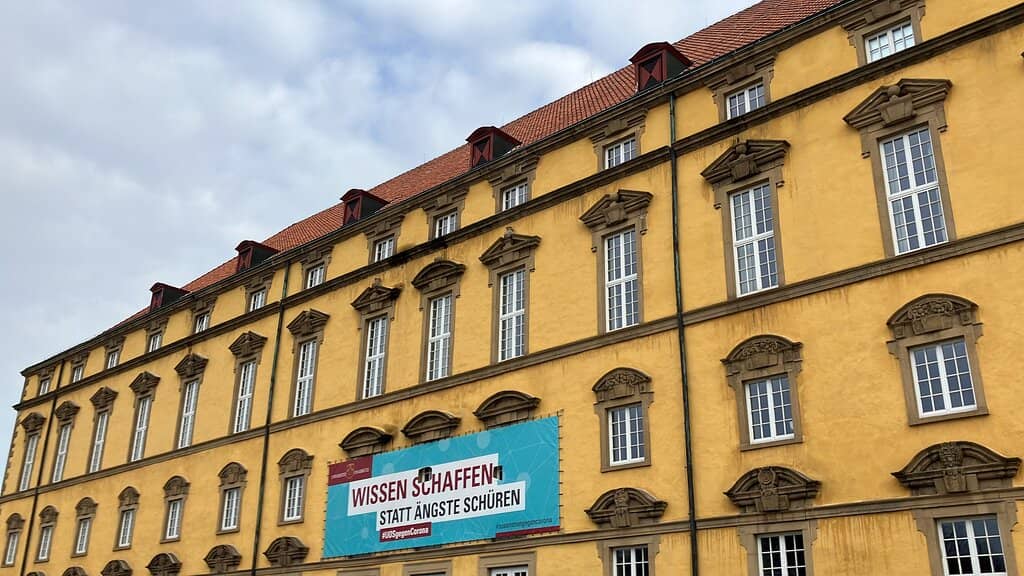 WISSEN SCHAFFEN
STATT ÄNGSTE SCHÜREN
#UOSgegenCorona